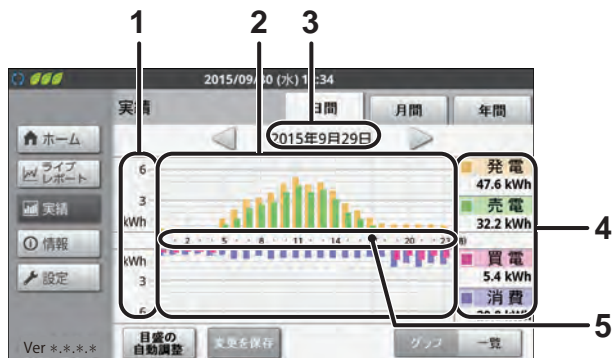 1 2 3
2015/09/30 (水) 1 :34
実績 日間 月間 年間
ホーム
2015年9月29日
ライブ
レポート
実績
情報
設定
6
3
kWh
2 5 8 11 14 20 23 時
kWh
3
6
発電
47.6 kWh
売電
32.2 kWh
買電
5.4 kWh
消費
kWh
4
5
Ver *.*.*.*
目盛の
自動調整
変更を保存
グラフ 一覧